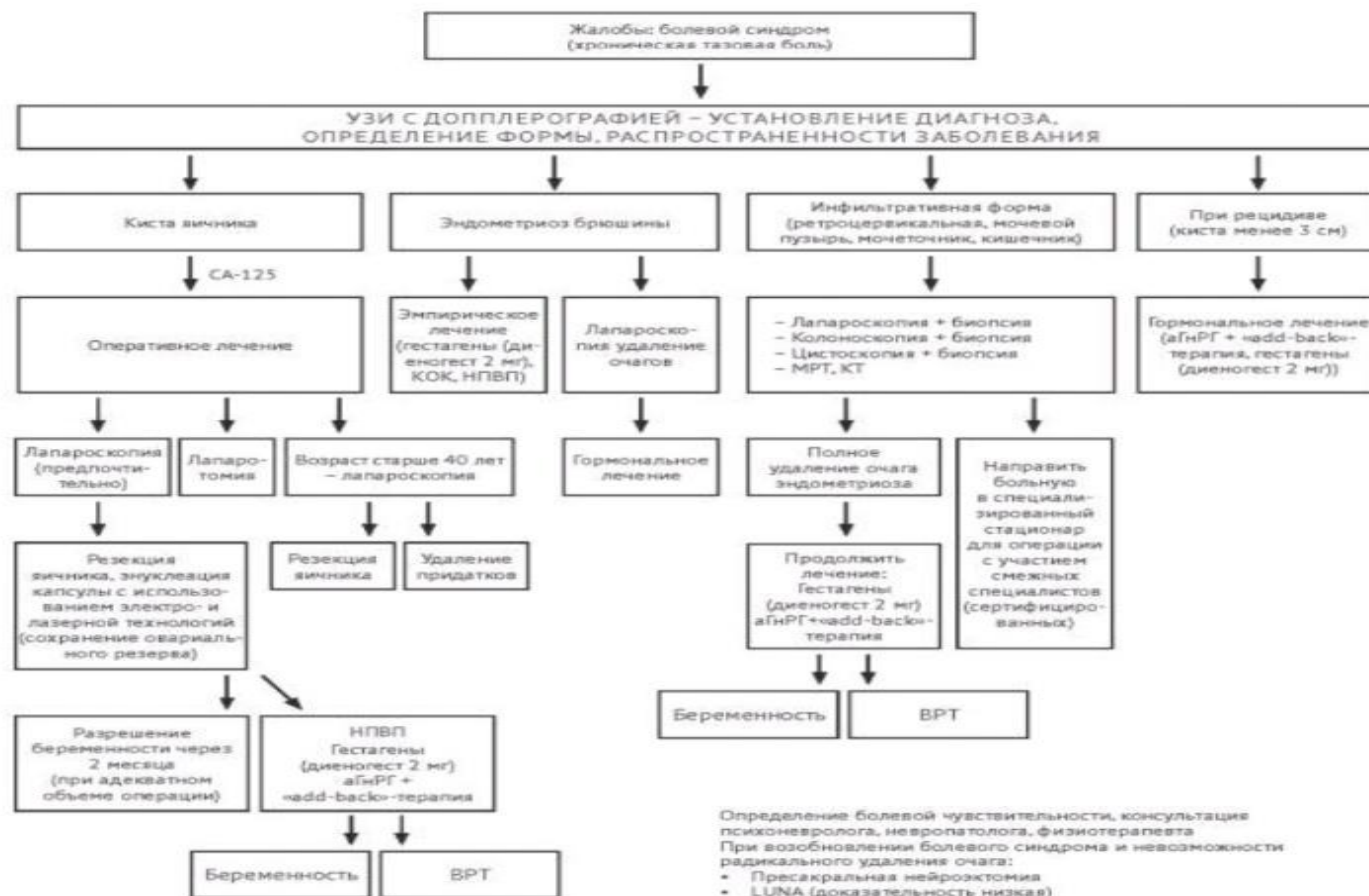 Жалобы: болевой синдром
(хроническая тазовая боль)
УЗИ С ДОППЛЕРОГРАФИЕЙ – УСТАНОВЛЕНИЕ ДИАГНОЗА,
ОПРЕДЕЛЕНИЕ ФОРМЫ, РАСПРОСТРАНЕННОСТИ ЗАБОЛЕВАНИЯ
Киста яичника
Эндометриоз брюшины
Инфильтративная форма
(ретроцервикальная, мочевой
пузырь, мочеточник, кишечник)
При рецидиве
(киста менее 3 см)
СА-125
Оперативное лечение
Эмпирическое
лечение
(гестагены (ди-
еногест 2 мг),
КОК, НПВП)
Лапароско-
пия удаление
очагов
– Лапароскопия + биопсия
– Колоноскопия + биопсия
– Цистоскопия + биопсия
– МРТ, КТ
Гормональное лечение
(аГнРГ + «add-back»-
терапия, гестагены
(диеногест 2 мг))
Лапароскопия
(предпочти-
тельно)
Лапаро-
томия
Возраст старше 40 лет
– лапароскопия
Гормональное
лечение
Полное
удаление очага
эндометриоза
Направить
больную
в специали-
зированный
стационар
для операции
с участием
смежных
специалистов
(сертифициро-
ванных)
Резекция
яичника, энуклеация
капсулы с использо-
ванием электро- и
лазерной технологий
(сохранение овариаль-
ного резерва)
Резекция
яичника
Удаление
придатков
Продолжить
лечение:
Гестагены
(диеногест 2 мг)
аГнРГ+«add-back»-
терапия
Беременность
ВРТ
Разрешение
беременности через
2 месяца
(при адекватном
объеме операции)
НПВП
Гестагены
(диеногест 2 мг)
аГнРГ +
«add-back»-терапия
Беременность
ВРТ
Определение болевой чувствительности, консультация
психоневролога, невропатолога, физиотерапевта
При возобновлении болевого синдрома и невозможности
радикального удаления очага:
• Пресакральная нейроэктомия
• LUNA (доказательность низкая)